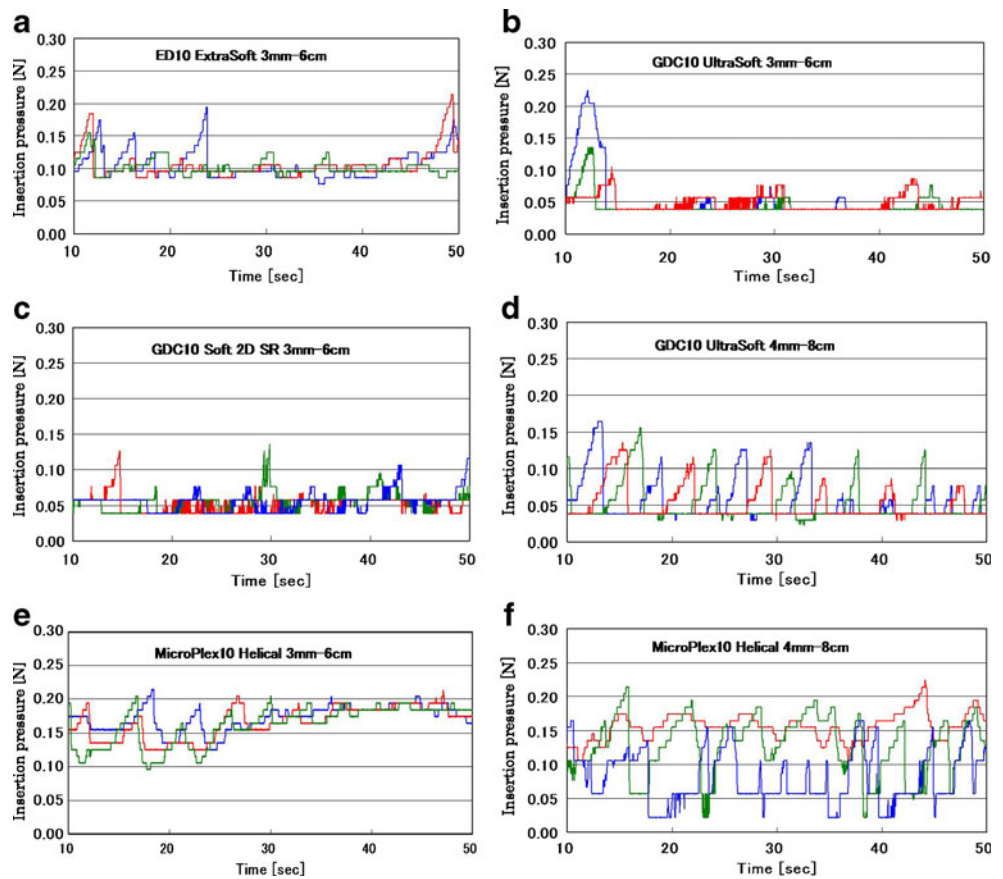 a
ED10 ExtraSoft 3mm-6cm
Insertion pressure [N]
0.30
0.25
0.20
0.15
0.10
0.05
0.00
10 20 30 40 50
Time [sec]
b
GDC10 UltraSoft 3mm-6cm
Insertion pressure [N]
0.30
0.25
0.20
0.15
0.10
0.05
0.00
10 20 30 40 50
Time [sec]
c
GDC10 Soft 2D SR 3mm-6cm
Insertion pressure [N]
0.30
0.25
0.20
0.15
0.10
0.05
0.00
10 20 30 40 50
Time [sec]
d
GDC10 UltraSoft 4mm-8cm
Insertion pressure [N]
0.30
0.25
0.20
0.15
0.10
0.05
0.00
10 20 30 40 50
Time [sec]
e
MicroPlex10 Helical 3mm-6cm
Insertion pressure [N]
0.30
0.25
0.20
0.15
0.10
0.05
0.00
10 20 30 40 50
Time [sec]
f
MicroPlex10 Helical 4mm-8cm
Insertion pressure [N]
0.30
0.25
0.20
0.15
0.10
0.05
0.00
10 20 30 40 50
Time [sec]